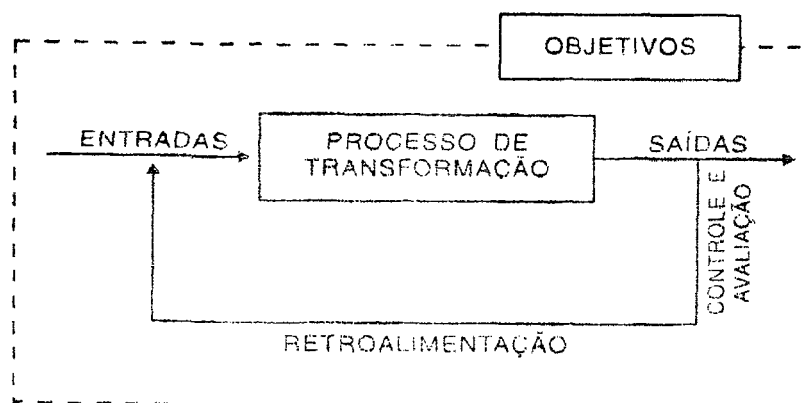 OBJETIVOS
ENTRADAS
PROCESSO DE
TRANSFORMAÇÃO
SAÍDAS
CONTROLE E
AVALIAÇÃO
RETROALIMENTAÇÃO